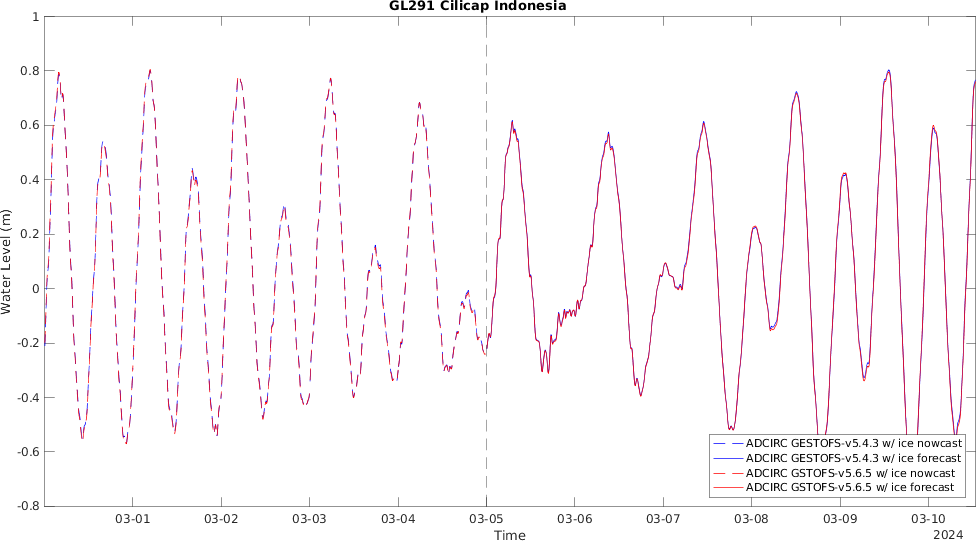 GL291 Cilicap Indonesia
1
0.8
0.6
0.4
0.2
0
-0.2
-0.4
-0.6
-0.8
Water Level (m)
ADCIRC GESTOFS-v5.4.3 w/ ice nowcast
ADCIRC GESTOFS-v5.4.3 w/ ice forecast
ADCIRC GSTOFS-v5.6.5 w/ ice nowcast
ADCIRC GSTOFS-v5.6.5 w/ ice forecast
03-01 03-02 03-03 03-04 03-05 03-06 03-07 03-08 03-09 03-10
Time
2024